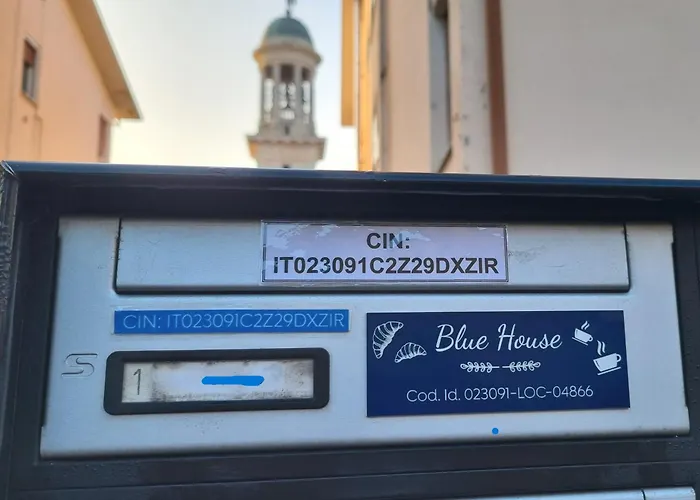 CIN:
IT023091C2Z29DXZIR
CIN: IT023091C2Z29DXZIR
1
Blue House
Cod. Id. 023091-LOC-04866